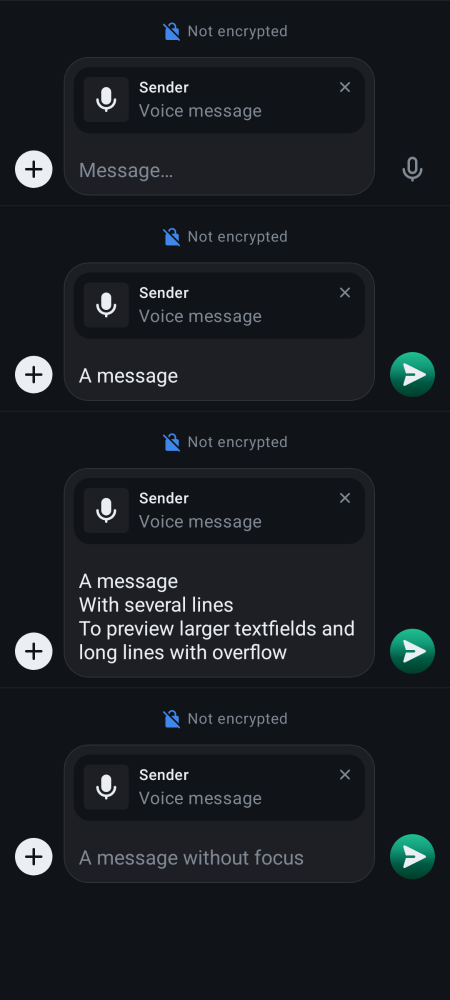 Not encrypted
Sender
Voice message
Message…
Not encrypted
Sender
Voice message
A message
Not encrypted
Sender
Voice message
A message
With several lines
To preview larger textfields and
long lines with overflow
Not encrypted
Sender
Voice message
A message without focus